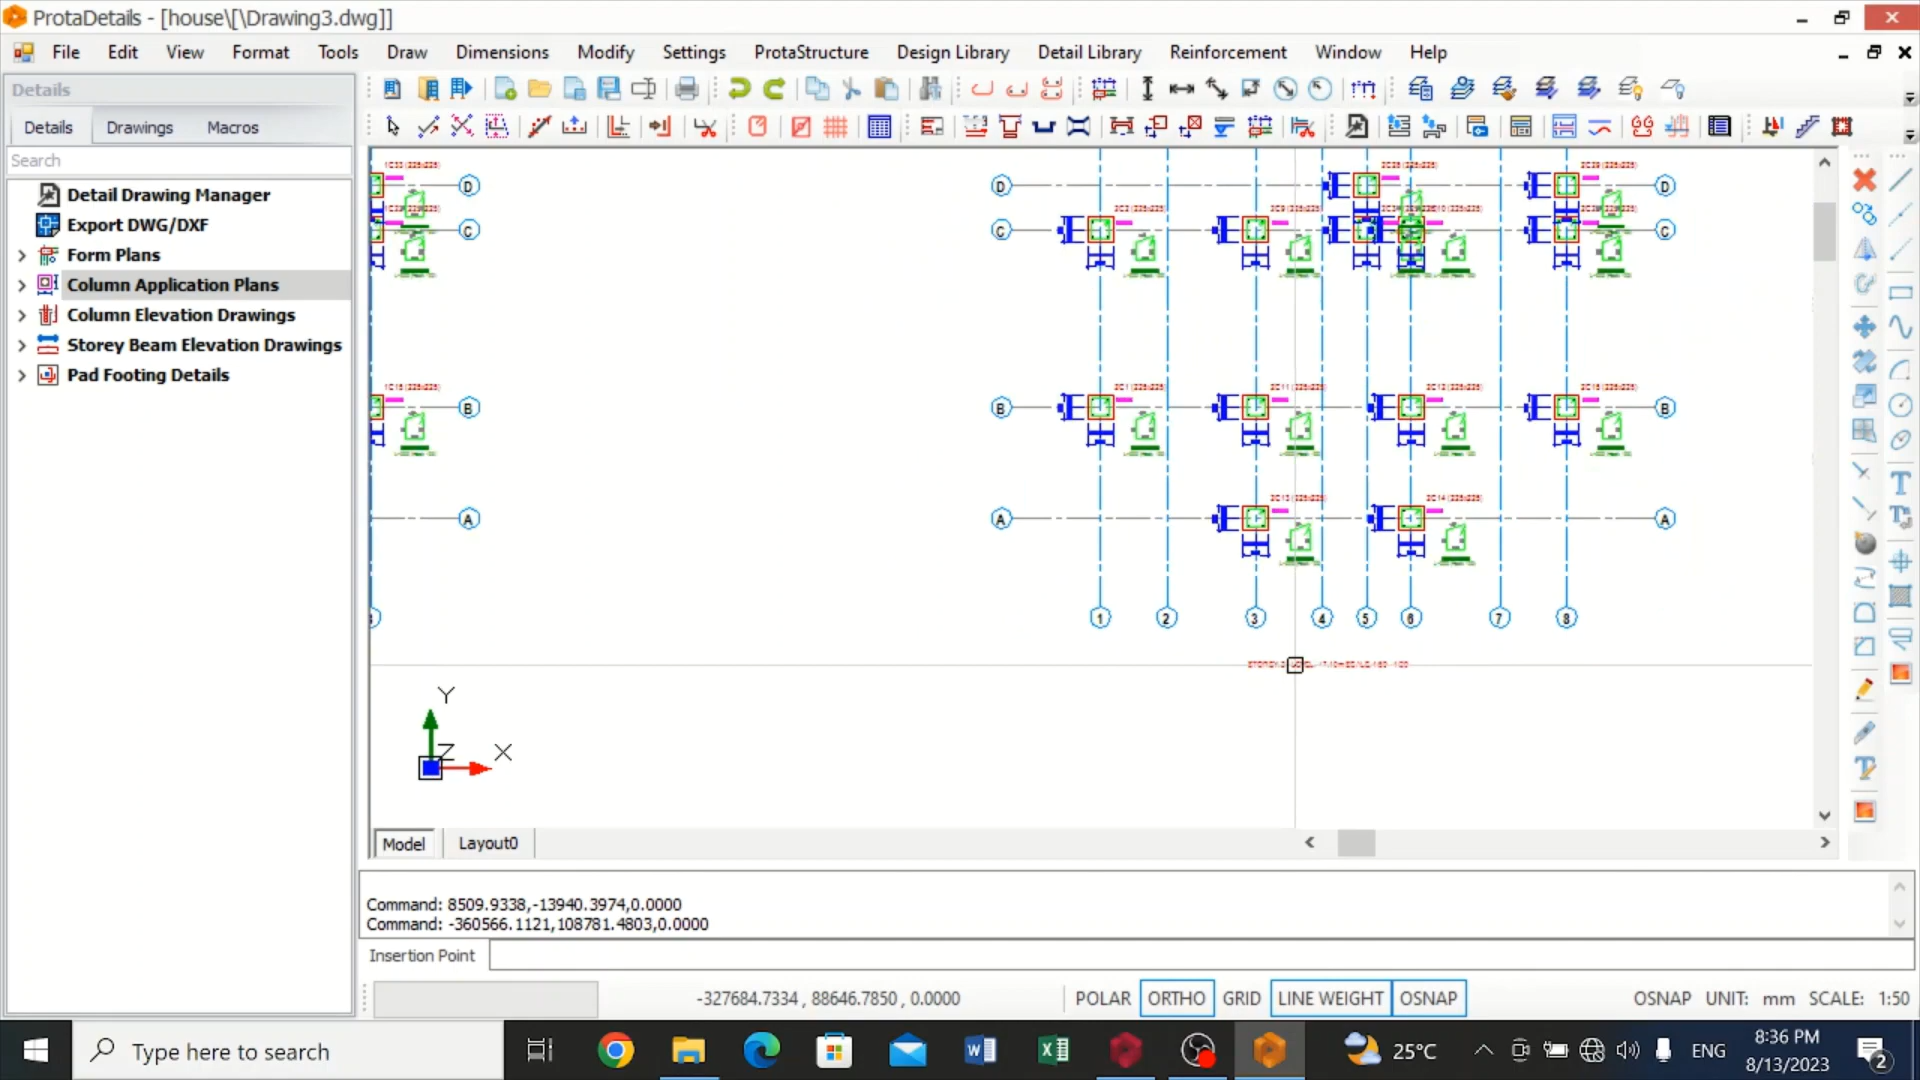 ProtaDetails - [house\[\Drawing3.dwg]]
File Edit View Format Tools Draw Dimensions Modify Settings ProtaStructure Design Library Detail Library Reinforcement Window Help
Details
Details Drawings Macros
Search
Detail Drawing Manager
Export DWG/DXF
Form Plans
Column Application Plans
Column Elevation Drawings
Storey Beam Elevation Drawings
Pad Footing Details
D D D
C C C
B B B
A A A
1 2 3 4 5 6 7 8
Y
Z X
Model Layout0
Command: 8509.9338,-13940.3974,0.0000
Command: -360566.1121,108781.4803,0.0000
Insertion Point
-327684.7334 , 88646.7850 , 0.0000
POLAR ORTHO GRID LINE WEIGHT OSNAP
OSNAP UNIT: mm SCALE: 1:50
Type here to search
25°C
ENG
8:36 PM
8/13/2023
2